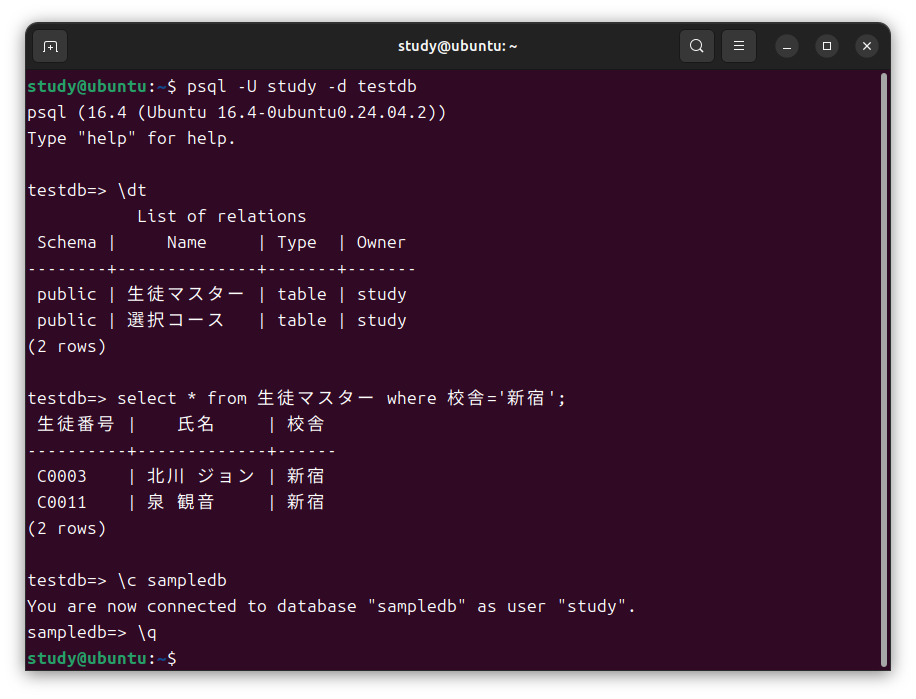 study@ubuntu: ~
study@ubuntu:~$ psql -U study -d testdb
psql (16.4 (Ubuntu 16.4-0ubuntu0.24.04.2))
Type "help" for help.
testdb=> \dt
List of relations
Schema | Name | Type | Owner
--------+--------------+-------+-------
public | 生徒マスター | table | study
public | 選択コース | table | study
(2 rows)
testdb=> select * from 生徒マスター where 校舎='新宿';
生徒番号 | 氏名 | 校舎
----------+-------------+------
C0003 | 北川 ジョン | 新宿
C0011 | 泉 観音 | 新宿
(2 rows)
testdb=> \c sampledb
You are now connected to database "sampledb" as user "study".
sampledb=> \q
study@ubuntu:~$